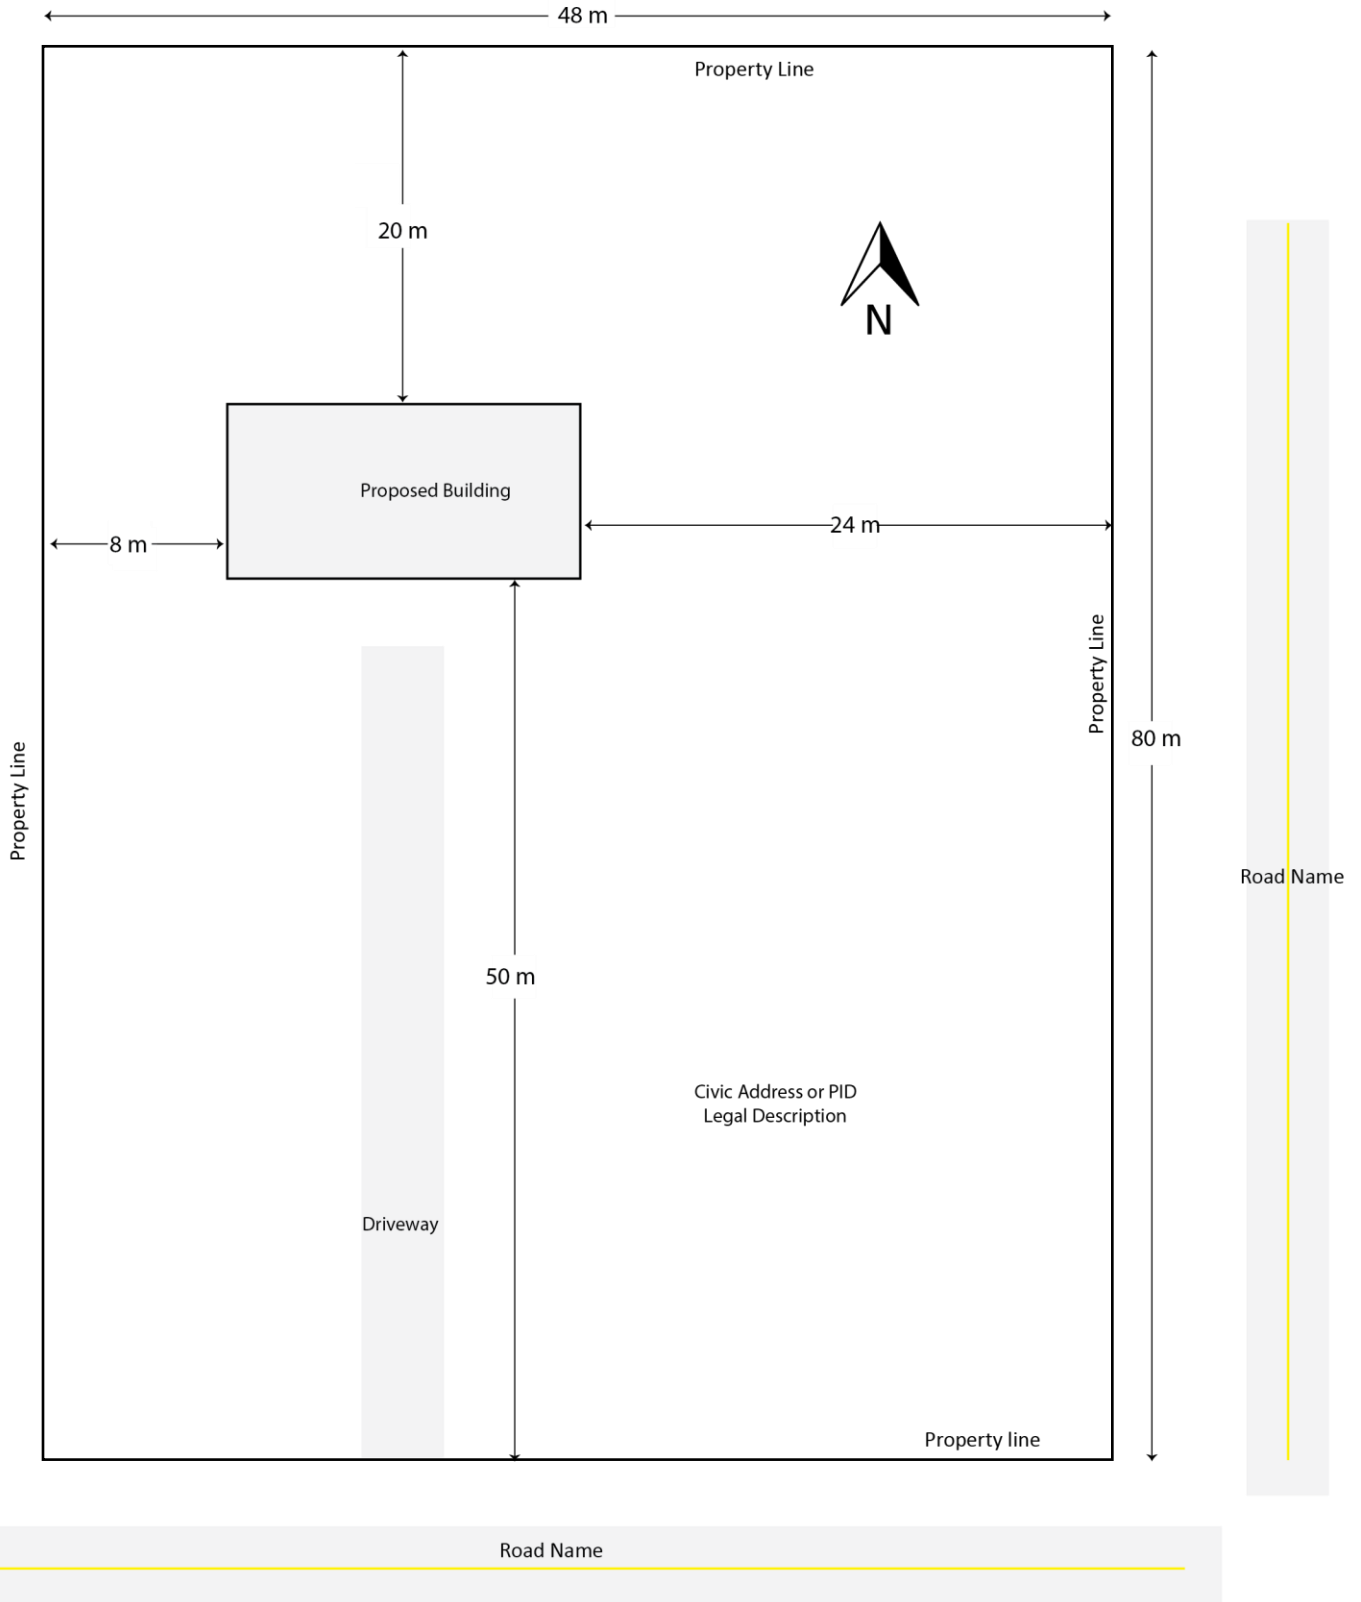 48 m
Property Line
20 m
N
Proposed Building
24 m
8 m
Property Line
80 m
Property Line
Road Name
50 m
Civic Address or PID
Legal Description
Driveway
Property line
Road Name